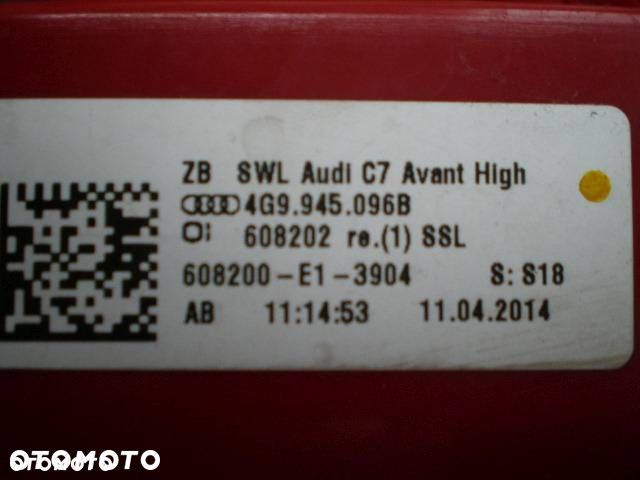 ZB SWL Audi C7 Avant High
4G9.945.096B
608202 re.(1) SSL
608200-E1-3904 S: S18
AB 11:14:53 11.04.2014
OTOMOTO
OTOMOTO